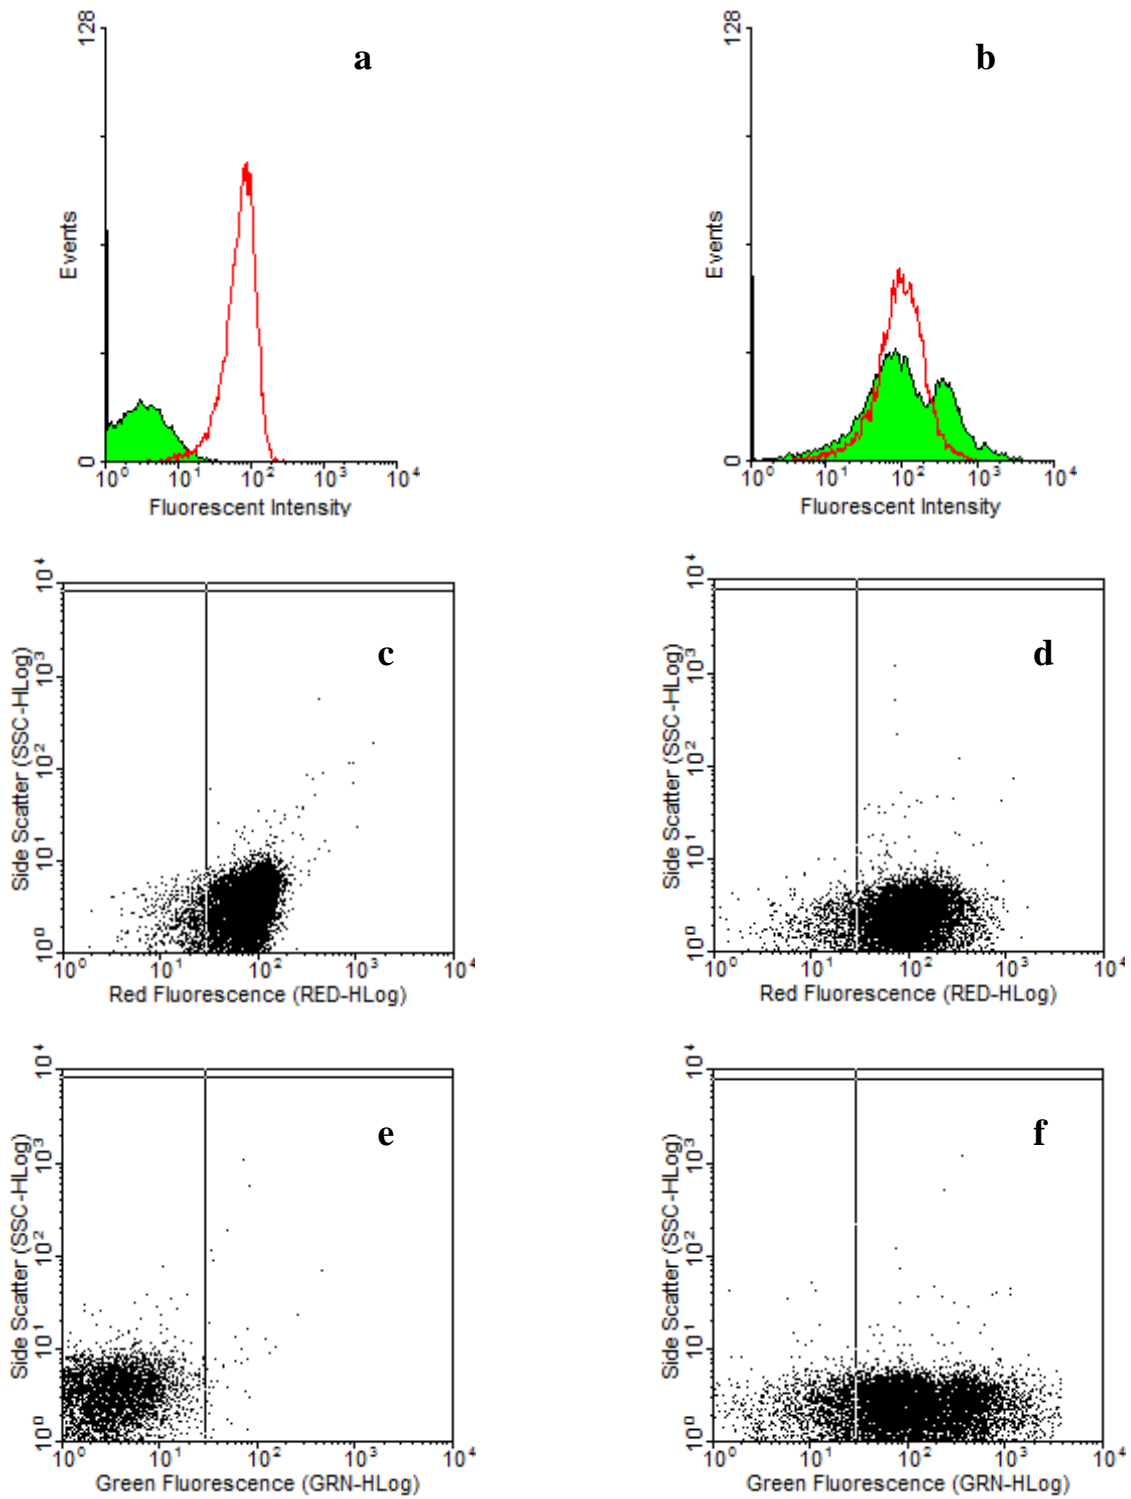 a
128
Events
0
10⁰ 10¹ 10² 10³ 10⁴
Fluorescent Intensity
b
128
Events
0
10⁰ 10¹ 10² 10³ 10⁴
Fluorescent Intensity
c
Side Scatter (SSC-HLog)
10⁴
10³
10²
10¹
10⁰
10⁰ 10¹ 10² 10³ 10⁴
Red Fluorescence (RED-HLog)
d
Side Scatter (SSC-HLog)
10⁴
10³
10²
10¹
10⁰
10⁰ 10¹ 10² 10³ 10⁴
Red Fluorescence (RED-HLog)
e
Side Scatter (SSC-HLog)
10⁴
10³
10²
10¹
10⁰
10⁰ 10¹ 10² 10³ 10⁴
Green Fluorescence (GRN-HLog)
f
Side Scatter (SSC-HLog)
10⁴
10³
10²
10¹
10⁰
10⁰ 10¹ 10² 10³ 10⁴
Green Fluorescence (GRN-HLog)